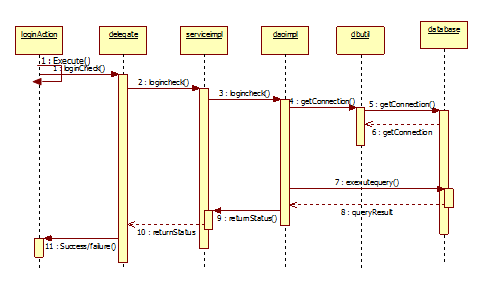 loginAction
delegate
serviceimpl
daoimpl
dbutil
database
1 : Execute()
1 : loginCheck()
2 : logincheck()
3 : logincheck()
4 : getConnection()
5 : getConnection()
6 : getConnection
7 : exexutequery()
8 : queryResult
9 : returnStatus()
10 : returnStatus
11 : Success/failure()